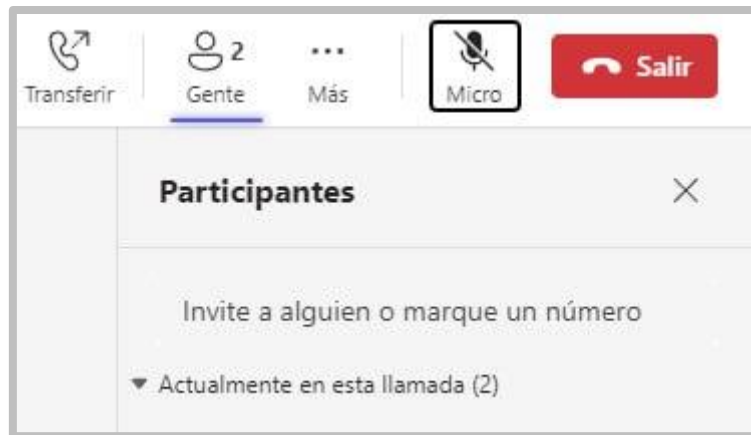 2
Transferir Gente Más Micro Salir
Participantes
Invite a alguien o marque un número
Actualmente en esta llamada (2)